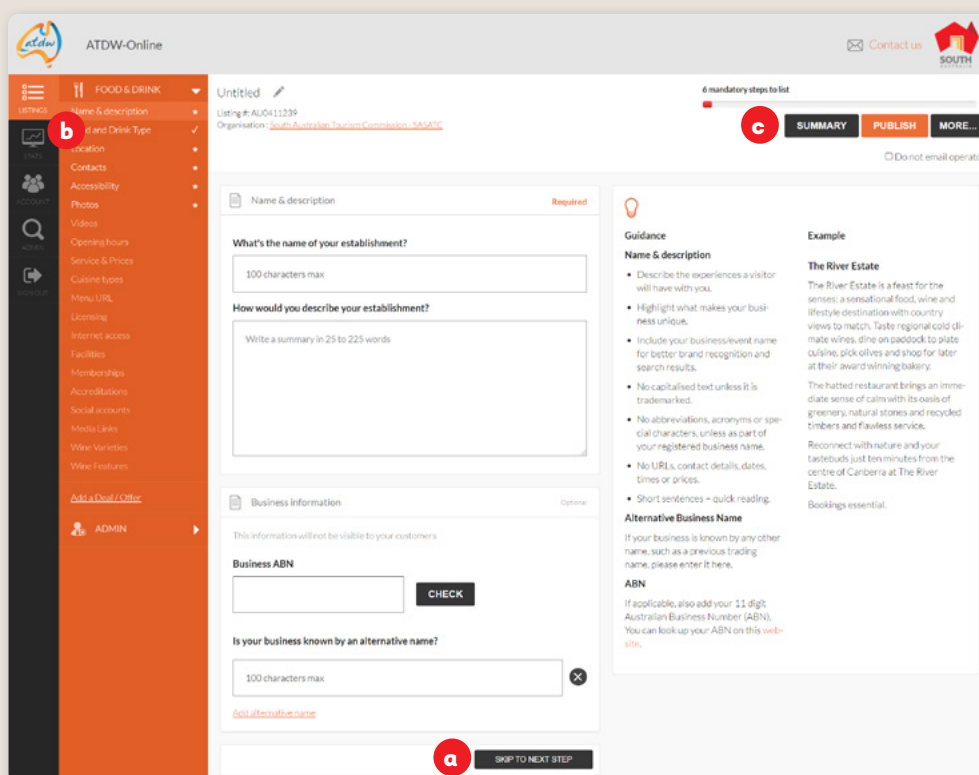 atdw
ATDW-Online
Contact us
SOUTH
AUSTRALIA
LISTINGS
STATS
ACCOUNT
ADMIN
SIGN OUT
b
FOOD & DRINK
Name & description
and Drink Type
Location
Contacts
Accessibility
Photos
Videos
Opening hours
Service & Prices
Cuisine types
Menu URL
Licensing
Internet access
Facilities
Memberships
Accreditations
Social accounts
Media Links
Wine Varieties
Wine Features
Add a Deal / Offer
ADMIN
Untitled
Listing #: AU0411239
Organisation: South Australian Tourism Commission - SASATC
6 mandatory steps to list
c
SUMMARY
PUBLISH
MORE...
Do not email operato
Name & description
Required
What's the name of your establishment?
100 characters max
How would you describe your establishment?
Write a summary in 25 to 225 words
Business information
Optional
This information will not be visible to your customers
Business ABN
CHECK
Is your business known by an alternative name?
100 characters max
Add alternative name
a
SKIP TO NEXT STEP
Guidance
Name & description
• Describe the experiences a visitor
will have with you.
• Highlight what makes your busi-
ness unique.
• Include your business/event name
for better brand recognition and
search results.
• No capitalised text unless it is
trademarked.
• No abbreviations, acronyms or spe-
cial characters, unless as part of
your registered business name.
• No URLs, contact details, dates,
times or prices.
• Short sentences = quick reading.
Alternative Business Name
If your business is known by any other
name, such as a previous trading
name, please enter it here.
ABN
If applicable, also add your 11 digit
Australian Business Number (ABN).
You can look up your ABN on this web-
site.
Example
The River Estate
The River Estate is a feast for the
senses; a sensational food, wine and
lifestyle destination with country
views to match. Taste regional cold cli-
mate wines, dine on paddock to plate
cuisine, pick olives and shop for later
at their award winning bakery.
The hatted restaurant brings an imme-
diate sense of calm with its oasis of
greenery, natural stones and recycled
timbers and flawless service.
Reconnect with nature and your
tastebuds just ten minutes from the
centre of Canberra at The River
Estate.
Bookings essential.